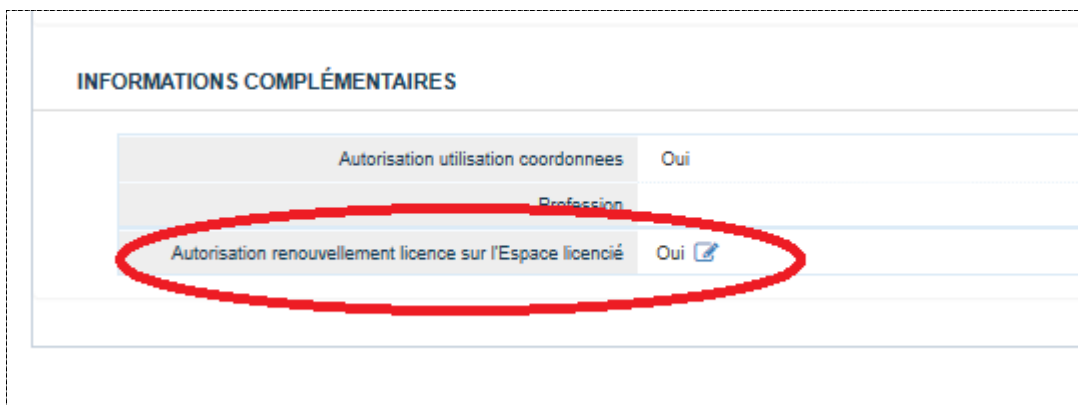 INFORMATIONS COMPLÉMENTAIRES
Autorisation utilisation coordonnees Oui
Profession
Autorisation renouvellement licence sur l'Espace licencié Oui